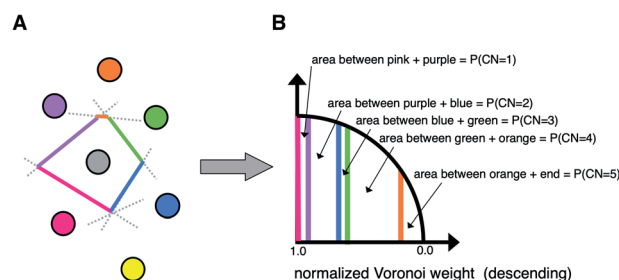 A
B
area between pink + purple = P(CN=1)
area between purple + blue = P(CN=2)
area between blue + green = P(CN=3)
area between green + orange = P(CN=4)
area between orange + end = P(CN=5)
1.0 0.0
normalized Voronoi weight (descending)